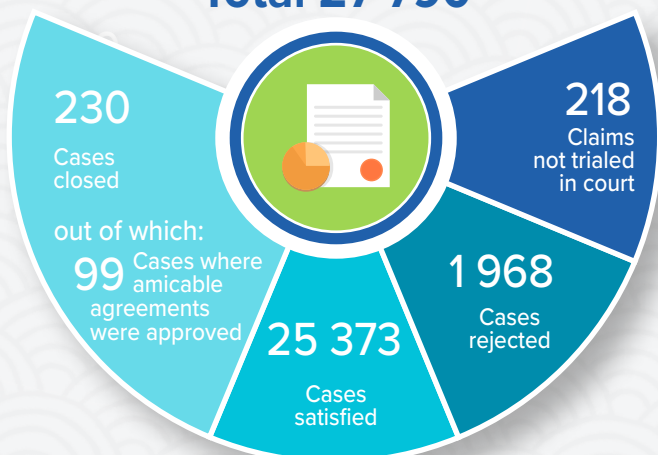 Total
230
Cases
closed
out of which:
99 Cases where
amicable
agreements
were approved
25 373
Cases
satisfied
1 968
Cases
rejected
218
Claims
not trialed
in court